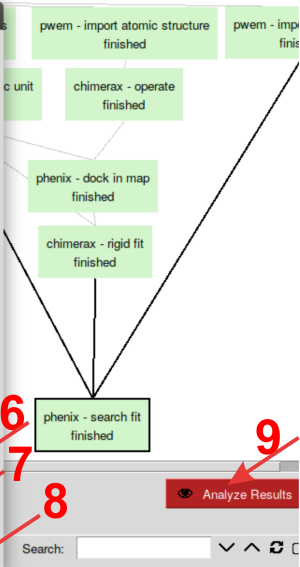 s
pwem - import atomic structure
finished
pwem - impo
finis
c unit
chimerax - operate
finished
phenix - dock in map
finished
chimerax - rigid fit
finished
phenix - search fit
finished
6
7
8
9
Analyze Results
Search: